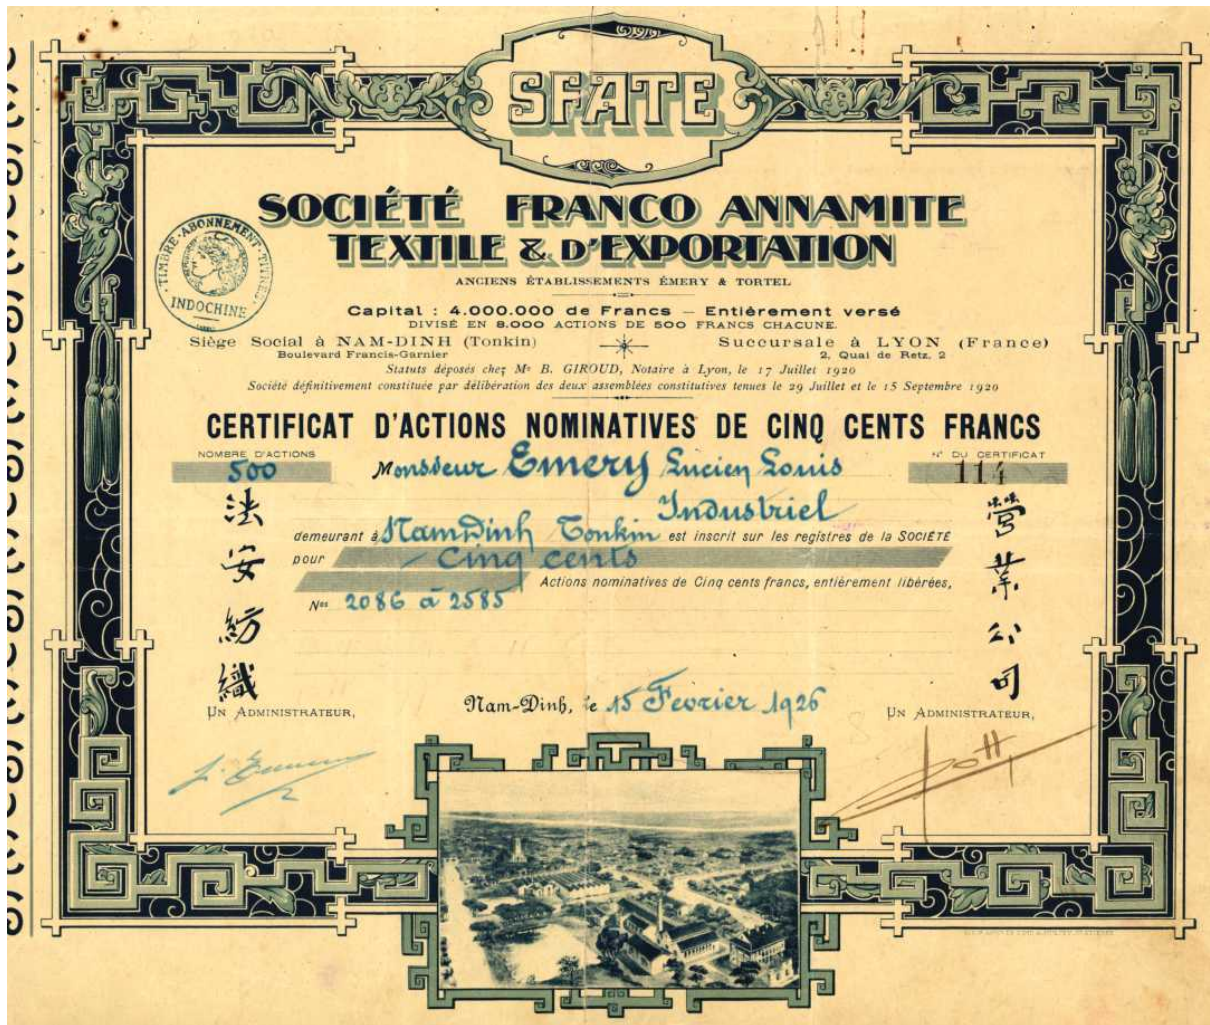 SFATE
SOCIÉTÉ FRANCO ANNAMITE
TEXTILE & D'EXPORTATION
ANCIENS ÉTABLISSEMENTS ÉMERY & TORTEL
TIMBRE·ABONNEMENT·TITRES·
INDOCHINE
Capital : 4.000.000 de Francs — Entièrement versé
DIVISÉ EN 8.000 ACTIONS DE 500 FRANCS CHACUNE.
Siège Social à NAM-DINH (Tonkin)
Boulevard Francis-Garnier
Succursale à LYON (France)
2, Quai de Retz, 2
Statuts déposés chez Me B. GIROUD, Notaire à Lyon, le 17 Juillet 1920
Société définitivement constituée par délibération des deux assemblées constitutives tenues le 29 Juillet et le 15 Septembre 1920
CERTIFICAT D'ACTIONS NOMINATIVES DE CINQ CENTS FRANCS
NOMBRE D'ACTIONS
500
Monsieur Emery Lucien Louis
N° DU CERTIFICAT
114
Industriel
demeurant à Nam Dinh Tonkin est inscrit sur les registres de la SOCIÉTÉ
pour Cinq cents
Actions nominatives de Cinq cents francs, entièrement libérées,
Nos 2086 à 2585
法安紡織
營業公司
Nam-Dinh, le 15 Fevrier 1926
UN ADMINISTRATEUR,
UN ADMINISTRATEUR,